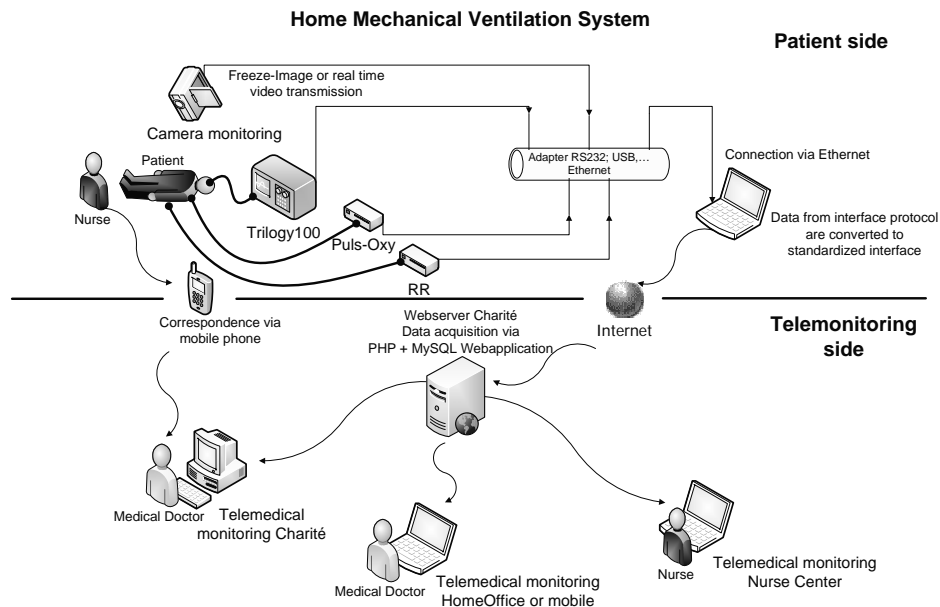 Home Mechanical Ventilation System
Patient side
Freeze-Image or real time
video transmission
Camera monitoring
Adapter RS232; USB,...
Ethernet
Connection via Ethernet
Patient
Nurse
Trilogy100
Puls-Oxy
RR
Data from interface protocol
are converted to
standardized interface
Correspondence via
mobile phone
Webserver Charité
Data acquisition via
PHP + MySQL Webapplication
Internet
Telemonitoring
side
Medical Doctor
Telemedical
monitoring Charité
Medical Doctor
Telemedical monitoring
HomeOffice or mobile
Nurse
Telemedical monitoring
Nurse Center